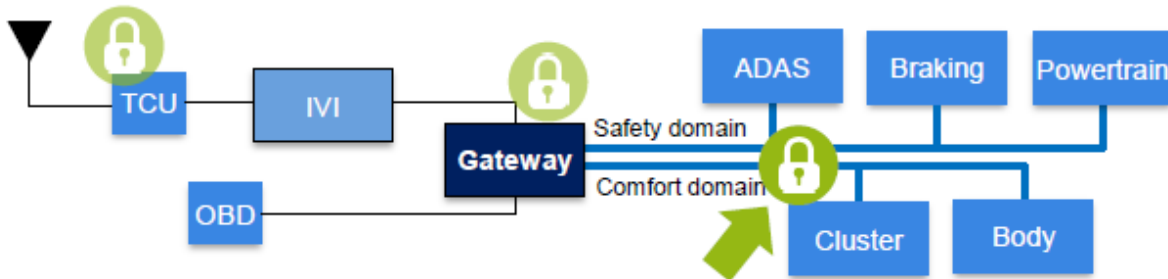 ADAS
Braking
Powertrain
TCU
IVI
Safety domain
Gateway
Comfort domain
OBD
Cluster
Body